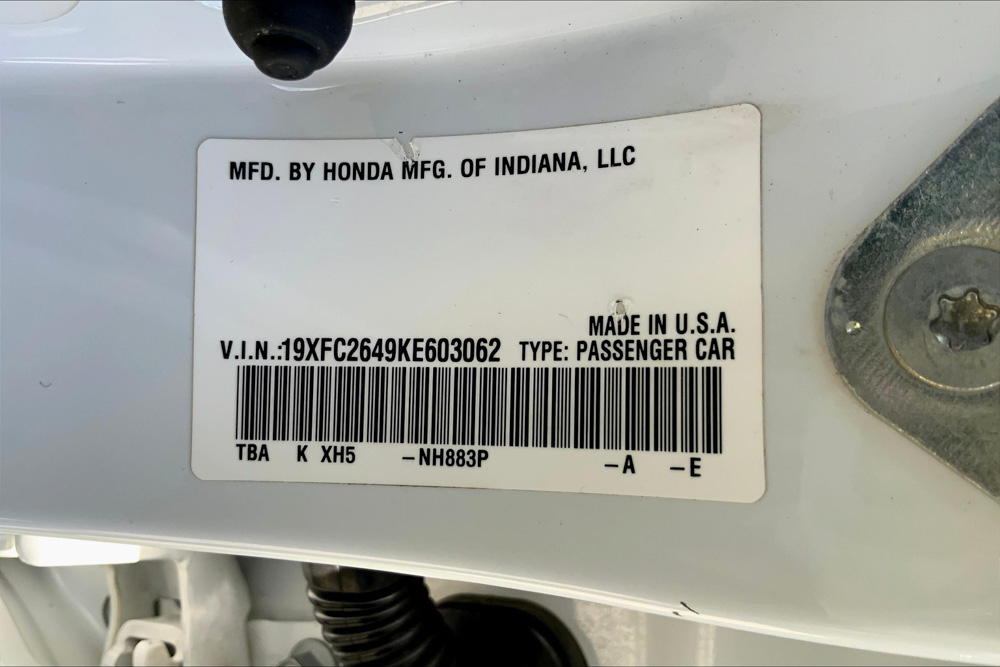 MFD. BY HONDA MFG. OF INDIANA, LLC
MADE IN U.S.A.
V.I.N.:19XFC2649KE603062 TYPE: PASSENGER CAR
TBA K XH5 –NH883P –A –E